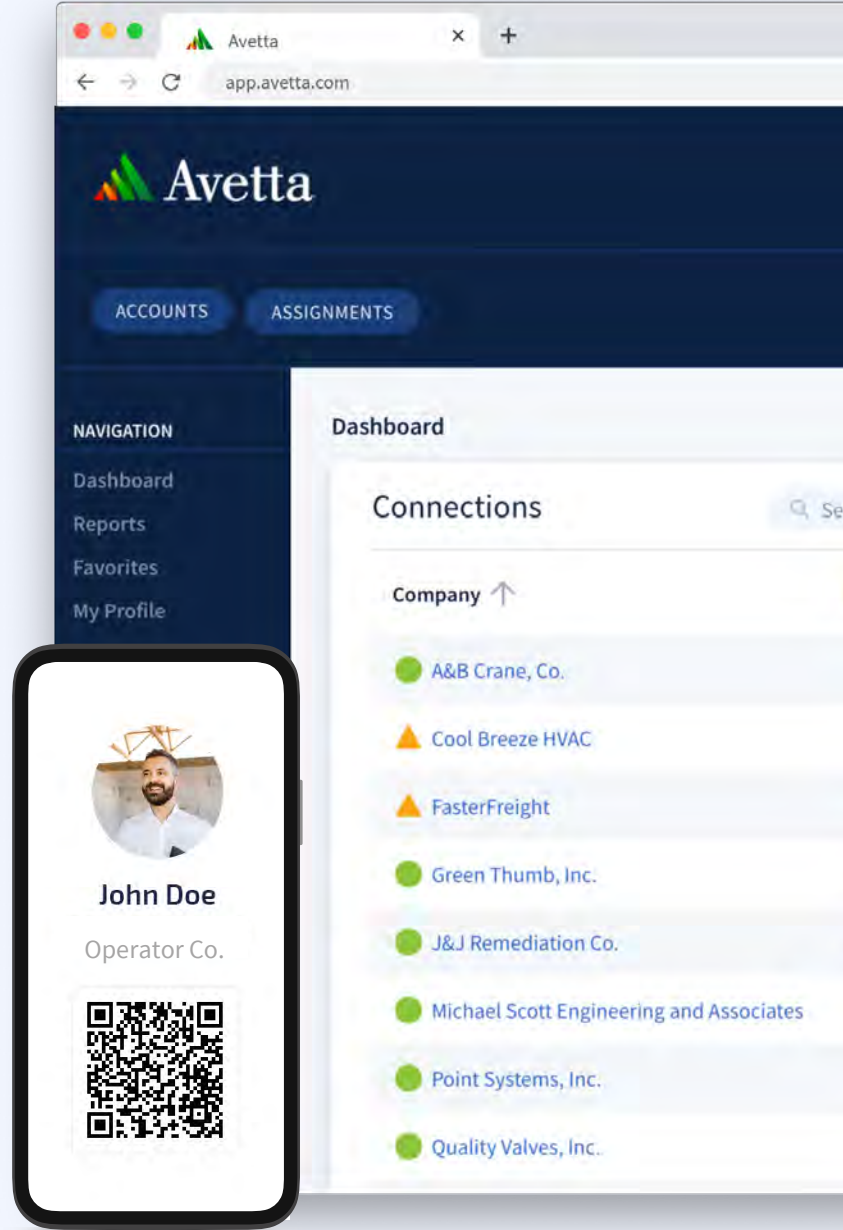 Avetta
app.avetta.com
Avetta
ACCOUNTS
ASSIGNMENTS
NAVIGATION
Dashboard
Reports
Favorites
My Profile
Dashboard
Connections
Se
Company
A&B Crane, Co.
Cool Breeze HVAC
FasterFreight
Green Thumb, Inc.
J&J Remediation Co.
Michael Scott Engineering and Associates
Point Systems, Inc.
Quality Valves, Inc.
John Doe
Operator Co.